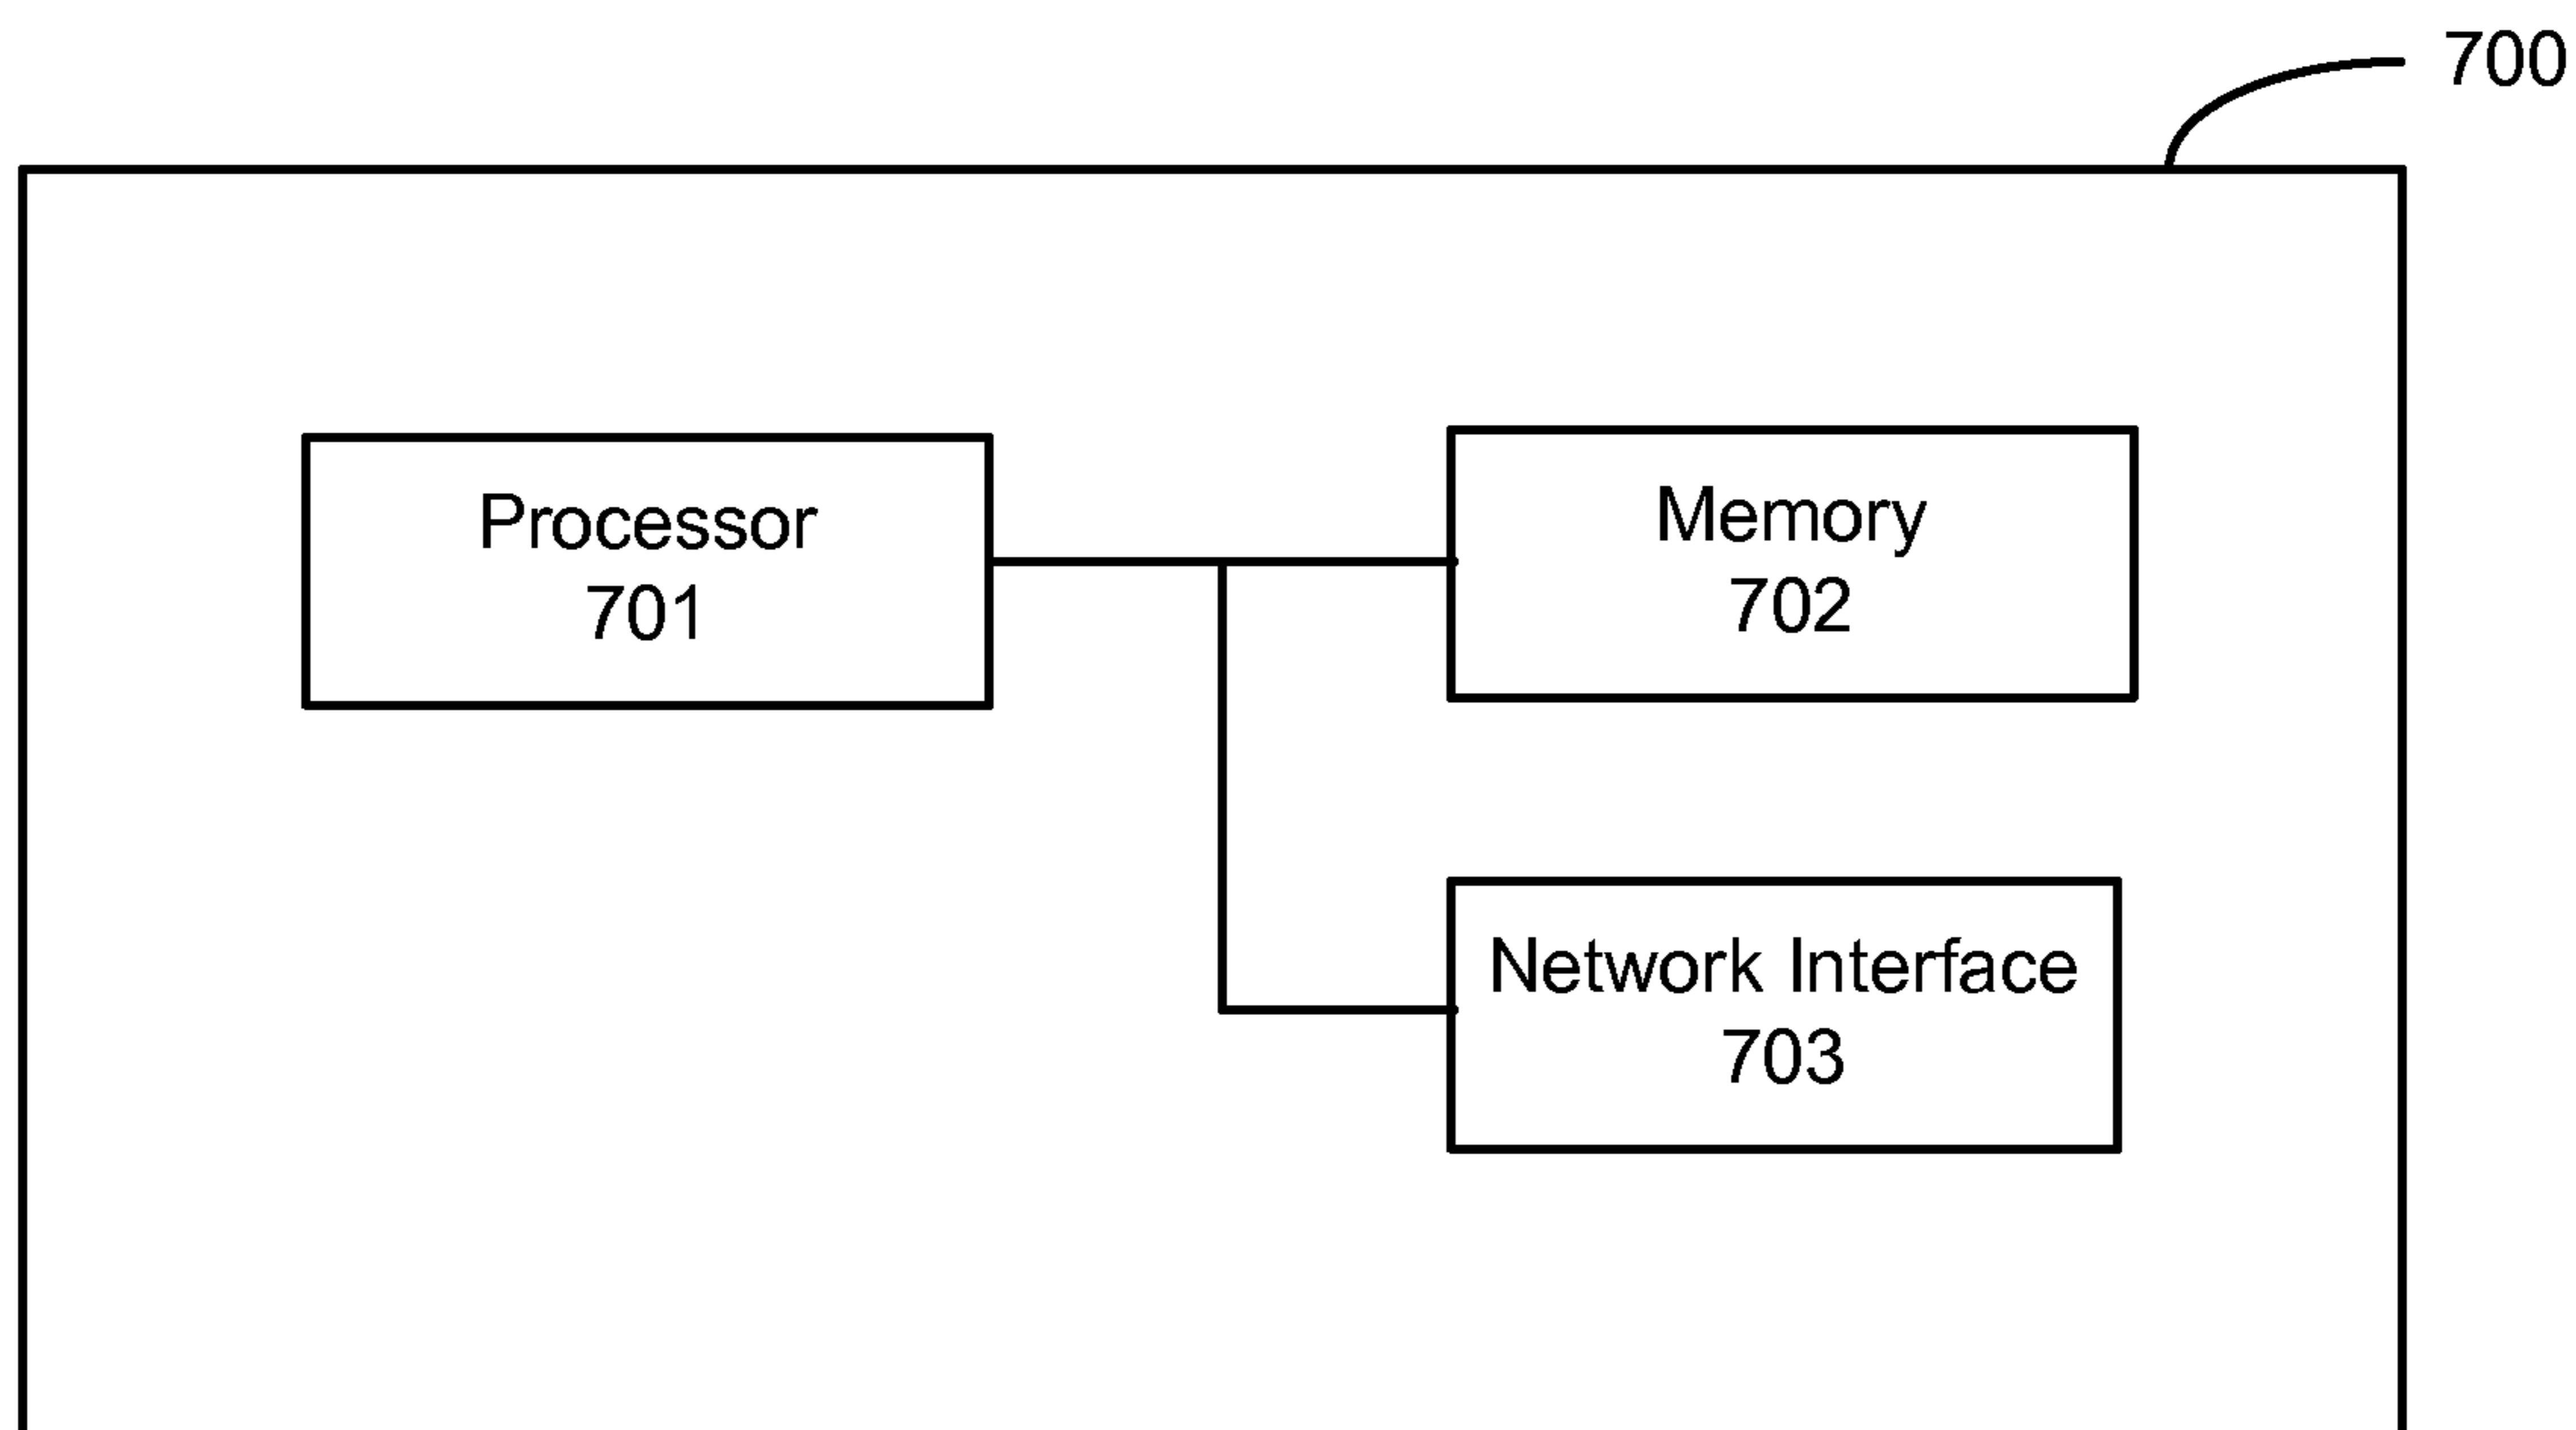 700
Processor
701
Memory
702
Network Interface
703